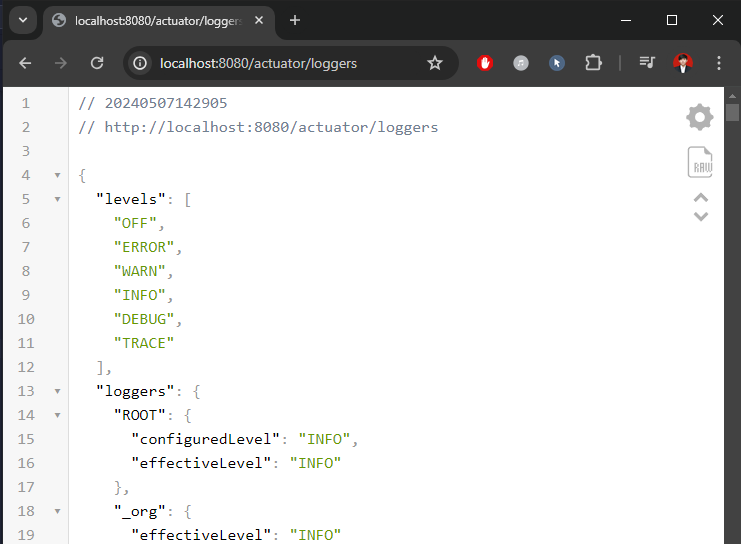 localhost:8080/actuator/loggers
localhost:8080/actuator/loggers
1 // 20240507142905
2 // http://localhost:8080/actuator/loggers
3
4 {
5 "levels": [
6 "OFF",
7 "ERROR",
8 "WARN",
9 "INFO",
10 "DEBUG",
11 "TRACE"
12 ],
13 "loggers": {
14 "ROOT": {
15 "configuredLevel": "INFO",
16 "effectiveLevel": "INFO"
17 },
18 "_org": {
19 "effectiveLevel": "INFO"
RAW